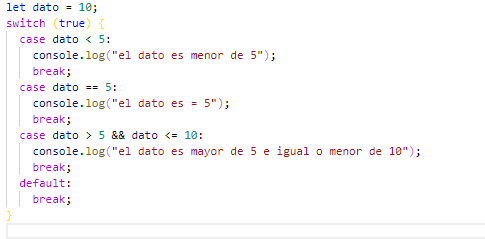 let dato = 10;
switch (true) {
  case dato < 5:
    console.log("el dato es menor de 5");
    break;
  case dato == 5:
    console.log("el dato es = 5");
    break;
  case dato > 5 && dato <= 10:
    console.log("el dato es mayor de 5 e igual o menor de 10");
    break;
  default:
    break;
}